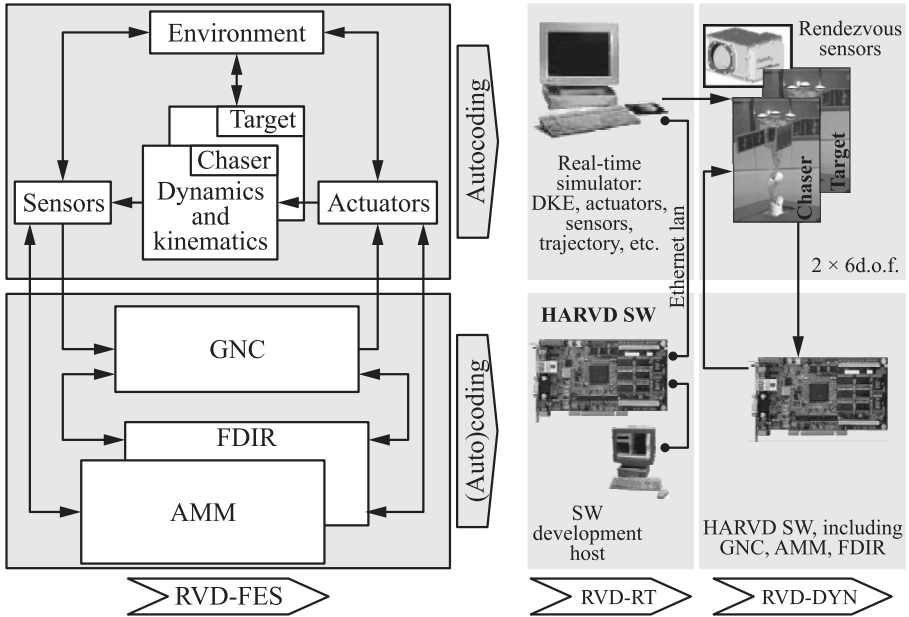 Environment
Target
Chaser
Dynamics
and
kinematics
Sensors
Actuators
Autocoding
GNC
FDIR
AMM
(Auto)coding
RVD-FES
Real-time
simulator:
DKE, actuators,
sensors,
trajectory, etc.
Ethernet lan
HARVD SW
SW
development
host
RVD-RT
Rendezvous
sensors
Chaser
Target
2 × 6d.o.f.
HARVD SW, including
GNC, AMM, FDIR
RVD-DYN